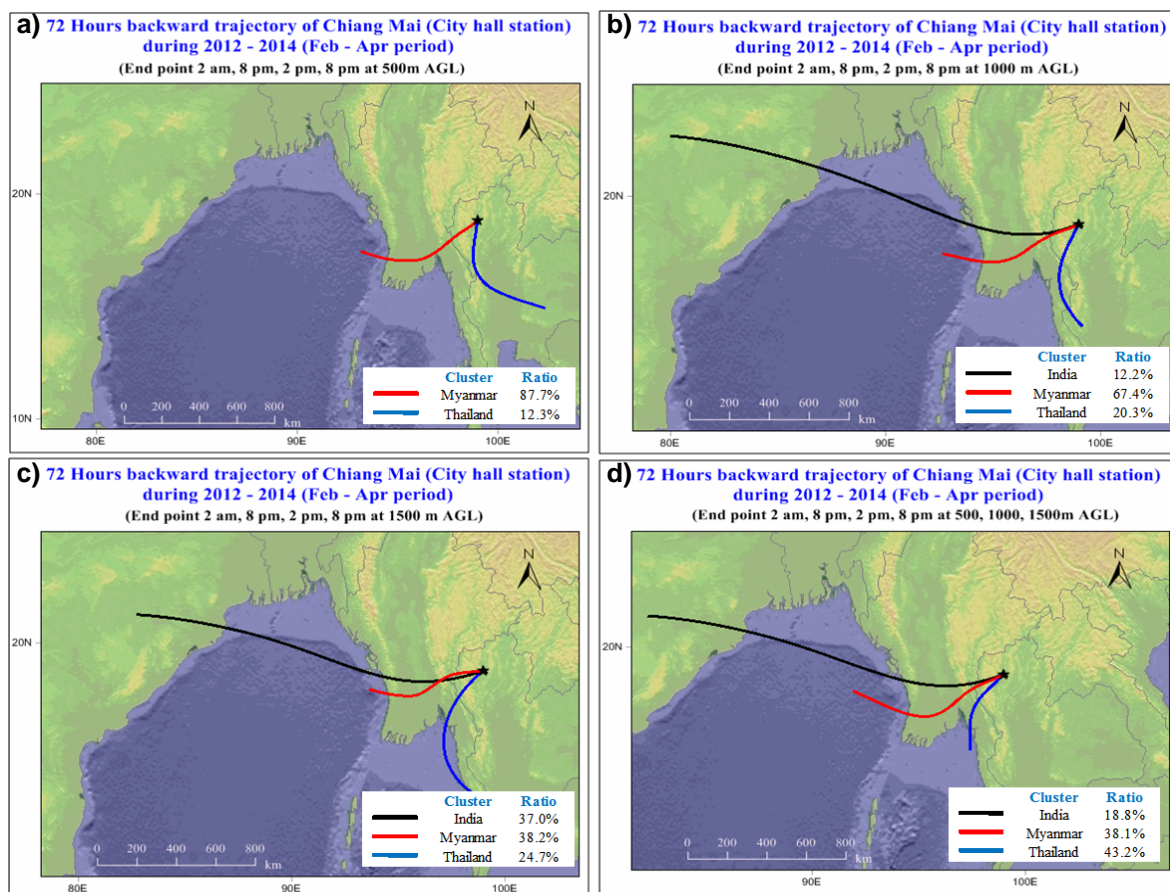 a) 72 Hours backward trajectory of Chiang Mai (City hall station)
during 2012 - 2014 (Feb - Apr period)
(End point 2 am, 8 pm, 2 pm, 8 pm at 500m AGL)
N
20N
10N
Cluster Ratio
Myanmar 87.7%
Thailand 12.3%
0 200 400 600 800
km
80E 90E 100E
b) 72 Hours backward trajectory of Chiang Mai (City hall station)
during 2012 - 2014 (Feb - Apr period)
(End point 2 am, 8 pm, 2 pm, 8 pm at 1000 m AGL)
N
20N
Cluster Ratio
India 12.2%
Myanmar 67.4%
Thailand 20.3%
0 200 400 600 800
km
80E 90E 100E
c) 72 Hours backward trajectory of Chiang Mai (City hall station)
during 2012 - 2014 (Feb - Apr period)
(End point 2 am, 8 pm, 2 pm, 8 pm at 1500 m AGL)
N
20N
Cluster Ratio
India 37.0%
Myanmar 38.2%
Thailand 24.7%
0 200 400 600 800
km
80E 90E 100E
d) 72 Hours backward trajectory of Chiang Mai (City hall station)
during 2012 - 2014 (Feb - Apr period)
(End point 2 am, 8 pm, 2 pm, 8 pm at 500, 1000, 1500m AGL)
N
20N
Cluster Ratio
India 18.8%
Myanmar 38.1%
Thailand 43.2%
0 200 400 600 800
km
90E 100E